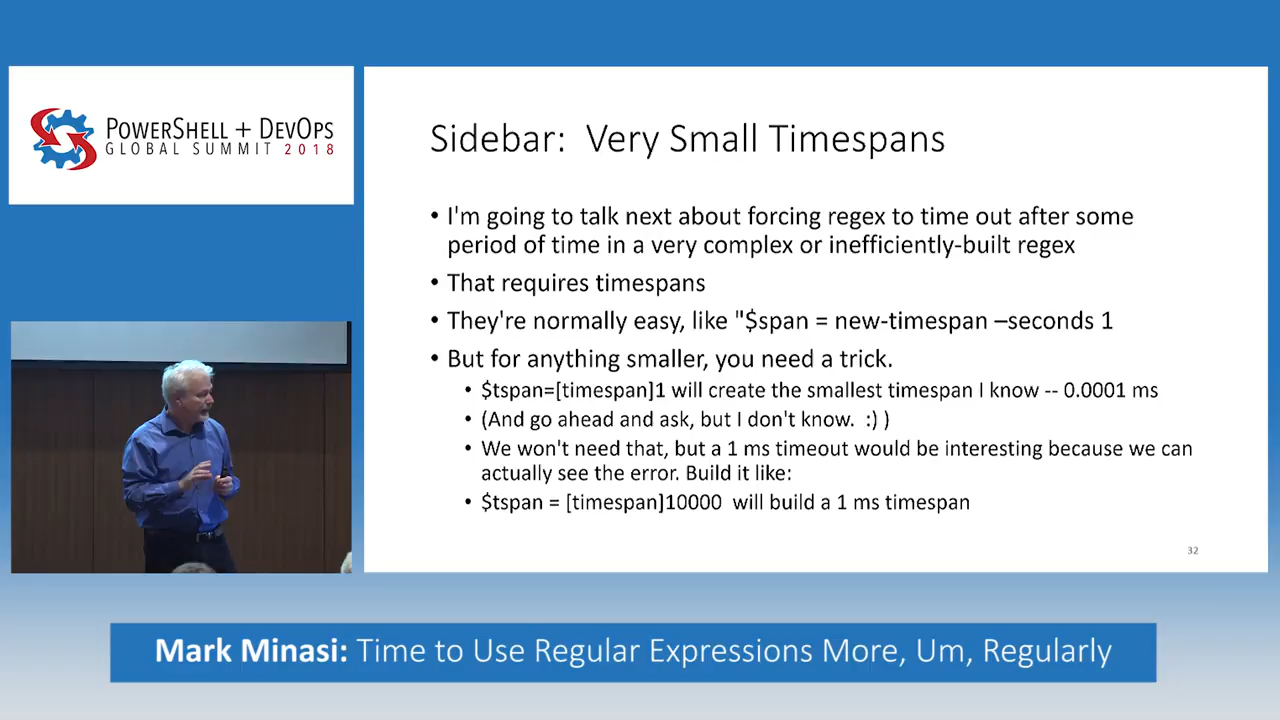 POWERSHELL + DEVOPS
GLOBAL SUMMIT 2018
Sidebar: Very Small Timespans
• I'm going to talk next about forcing regex to time out after some
period of time in a very complex or inefficiently-built regex
• That requires timespans
• They're normally easy, like "$span = new-timespan –seconds 1
• But for anything smaller, you need a trick.
• $tspan=[timespan]1 will create the smallest timespan I know -- 0.0001 ms
• (And go ahead and ask, but I don't know. :) )
• We won't need that, but a 1 ms timeout would be interesting because we can
actually see the error. Build it like:
• $tspan = [timespan]10000 will build a 1 ms timespan
32
Mark Minasi: Time to Use Regular Expressions More, Um, Regularly